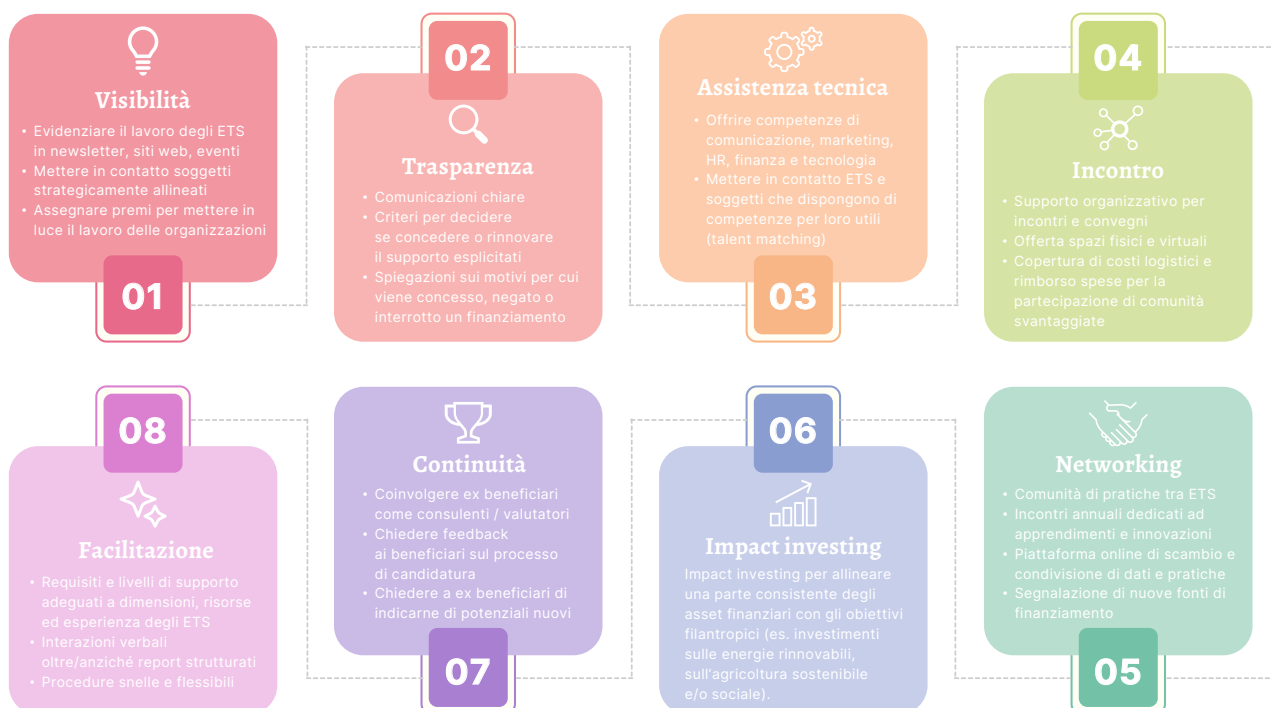 Visibilità
• Evidenziare il lavoro degli ETS
in newsletter, siti web, eventi
• Mettere in contatto soggetti
strategicamente allineati
• Assegnare premi per mettere in
luce il lavoro delle organizzazioni
01
02
Trasparenza
• Comunicazioni chiare
• Criteri per decidere
se concedere o rinnovare
il supporto esplicitati
• Spiegazioni sui motivi per cui
viene concesso, negato o
interrotto un finanziamento
Assistenza tecnica
• Offrire competenze di
comunicazione, marketing,
HR, finanza e tecnologia
• Mettere in contatto ETS e
soggetti che dispongono di
competenze per loro utili
(talent matching)
03
04
Incontro
• Supporto organizzativo per
incontri e convegni
• Offerta spazi fisici e virtuali
• Copertura di costi logistici e
rimborso spese per la
partecipazione di comunità
svantaggiate
08
Facilitazione
• Requisiti e livelli di supporto
adeguati a dimensioni, risorse
ed esperienza degli ETS
• Interazioni verbali
oltre/anziché report strutturati
• Procedure snelle e flessibili
Continuità
• Coinvolgere ex beneficiari
come consulenti / valutatori
• Chiedere feedback
ai beneficiari sul processo
di candidatura
• Chiedere a ex beneficiari di
indicarne di potenziali nuovi
07
06
Impact investing
Impact investing per allineare
una parte consistente degli
asset finanziari con gli obiettivi
filantropici (es. investimenti
sulle energie rinnovabili,
sull'agricoltura sostenibile
e/o sociale).
Networking
• Comunità di pratiche tra ETS
• Incontri annuali dedicati ad
apprendimenti e innovazioni
• Piattaforma online di scambio e
condivisione di dati e pratiche
• Segnalazione di nuove fonti di
finanziamento
05